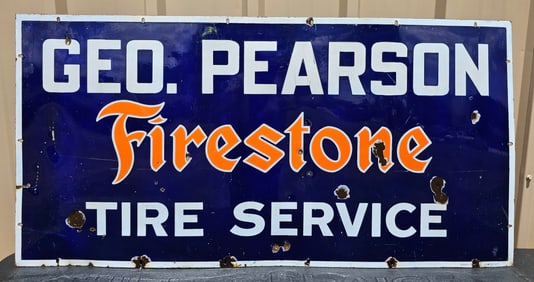 GEO. PEARSON
Firestone
TIRE SERVICE